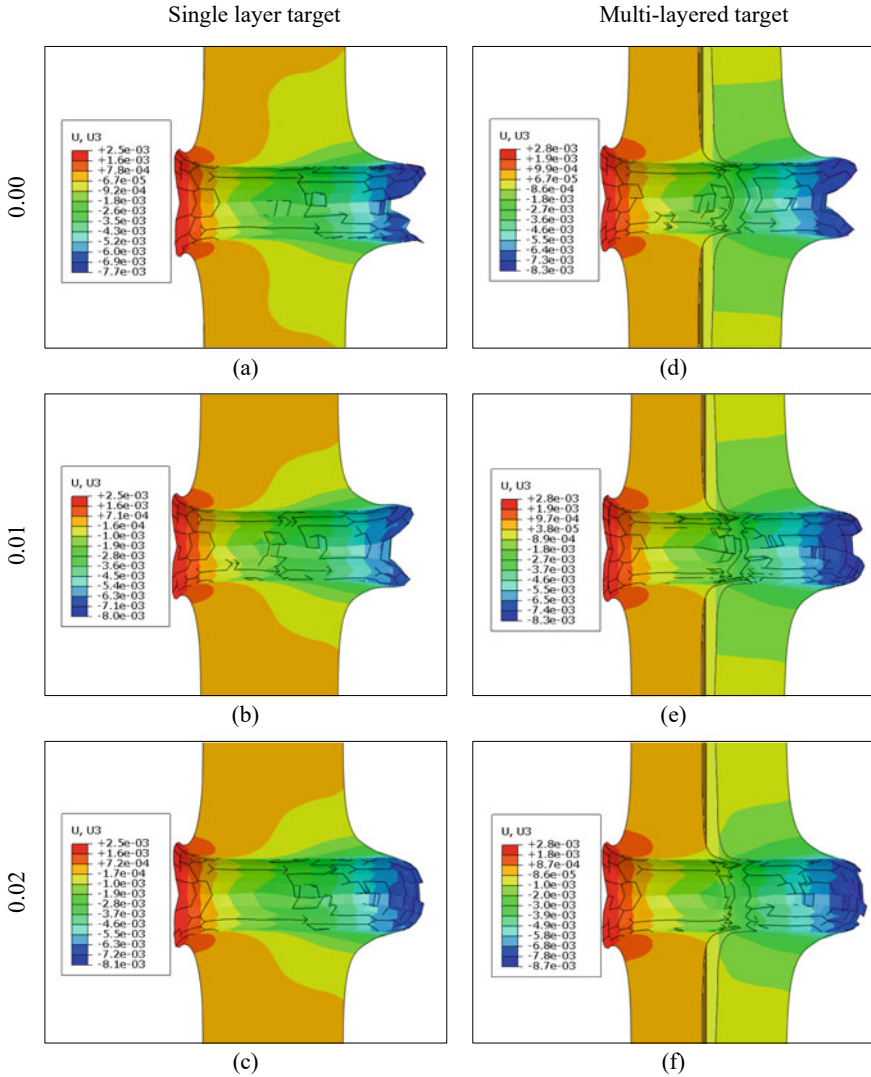 Single layer target
Multi-layered target
0.00
U, U3
+2.5e-03
+1.6e-03
+7.8e-04
-6.7e-05
-9.2e-04
-1.8e-03
-2.6e-03
-3.5e-03
-4.3e-03
-5.2e-03
-6.0e-03
-6.9e-03
-7.7e-03
(a)
U, U3
+2.8e-03
+1.9e-03
+9.9e-04
+6.7e-05
-8.6e-04
-1.8e-03
-2.7e-03
-3.6e-03
-4.6e-03
-5.5e-03
-6.4e-03
-7.3e-03
-8.3e-03
(d)
0.01
U, U3
+2.5e-03
+1.6e-03
+7.1e-04
-1.6e-04
-1.0e-03
-1.9e-03
-2.8e-03
-3.6e-03
-4.5e-03
-5.4e-03
-6.3e-03
-7.1e-03
-8.0e-03
(b)
U, U3
+2.8e-03
+1.9e-03
+9.7e-04
+3.8e-05
-8.9e-04
-1.8e-03
-2.7e-03
-3.7e-03
-4.6e-03
-5.5e-03
-6.5e-03
-7.4e-03
-8.3e-03
(e)
0.02
U, U3
+2.5e-03
+1.6e-03
+7.2e-04
-1.7e-04
-1.0e-03
-1.9e-03
-2.8e-03
-3.7e-03
-4.6e-03
-5.5e-03
-6.3e-03
-7.2e-03
-8.1e-03
(c)
U, U3
+2.8e-03
+1.8e-03
+8.7e-04
-8.6e-05
-1.0e-03
-2.0e-03
-3.0e-03
-3.9e-03
-4.9e-03
-5.8e-03
-6.8e-03
-7.8e-03
-8.7e-03
(f)